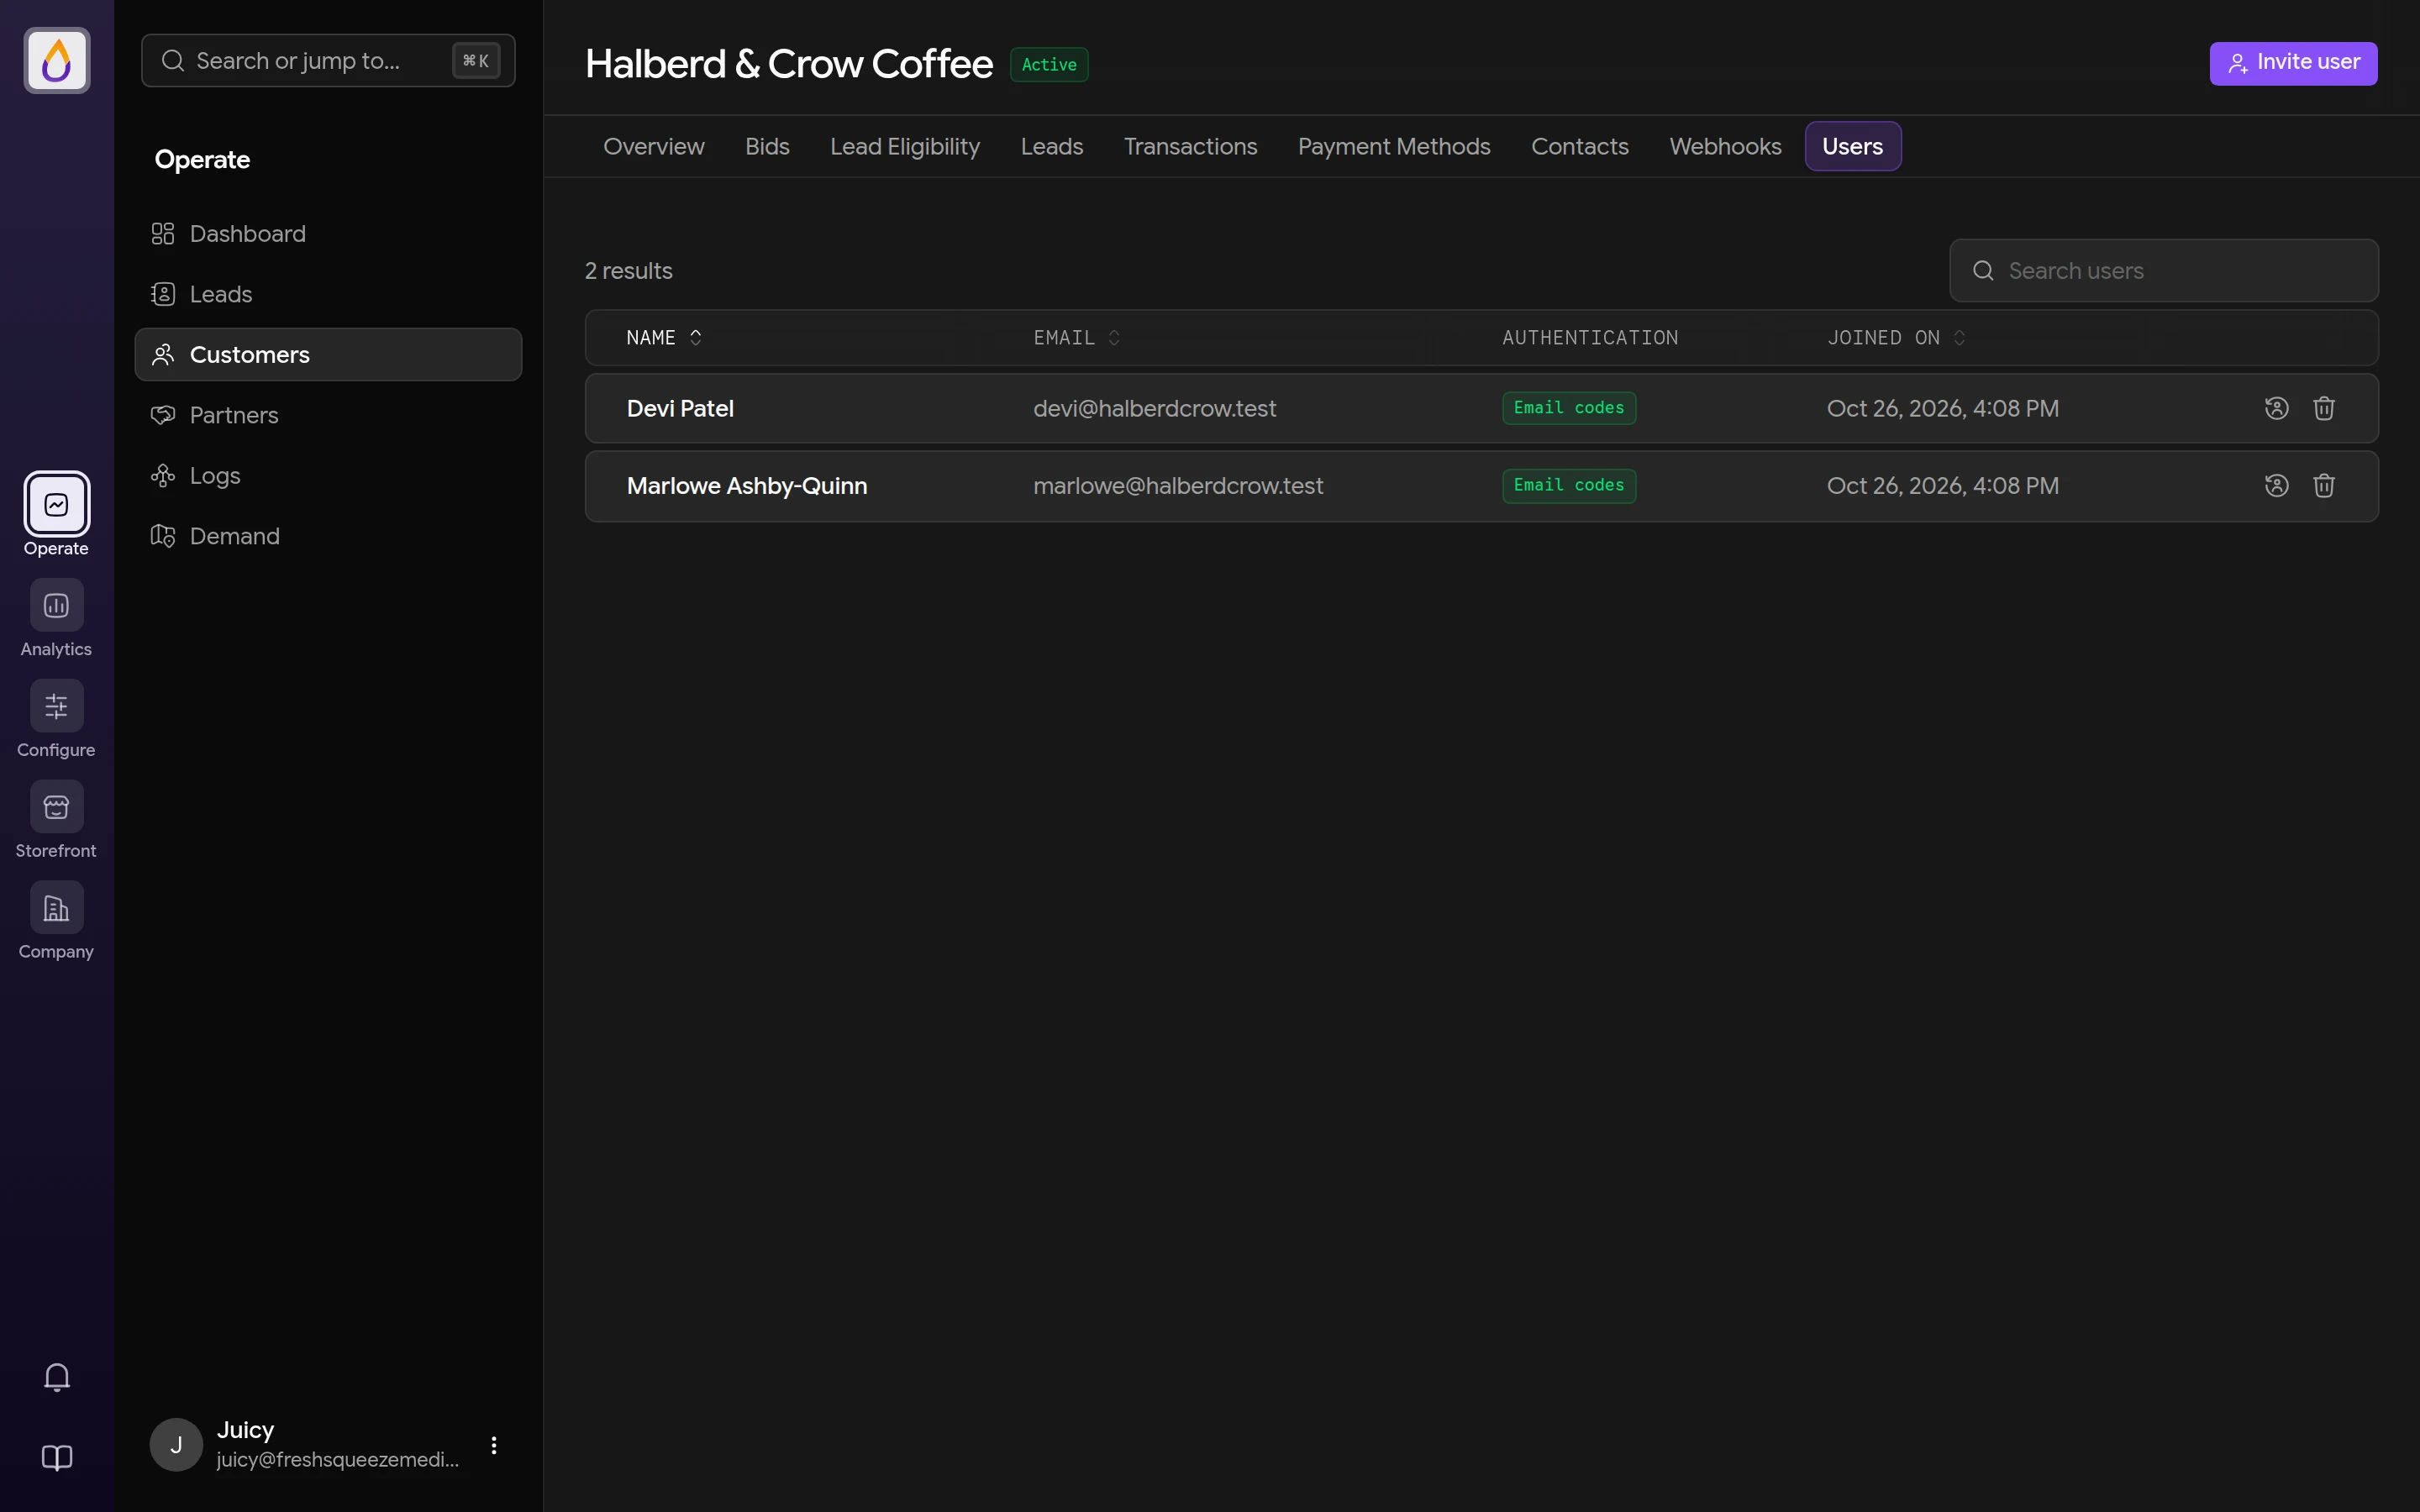 Search or jump to...
⌘K
Operate
Dashboard
Leads
Customers
Partners
Logs
Demand
Operate
Analytics
Configure
Storefront
Company
J
Juicy
juicy@freshsqueezemedi...
Halberd & Crow Coffee
Active
Invite user
Overview
Bids
Lead Eligibility
Leads
Transactions
Payment Methods
Contacts
Webhooks
Users
2 results
Search users
NAME EMAIL AUTHENTICATION JOINED ON
Devi Patel devi@halberdcrow.test Email codes Oct 26, 2026, 4:08 PM
Marlowe Ashby-Quinn marlowe@halberdcrow.test Email codes Oct 26, 2026, 4:08 PM